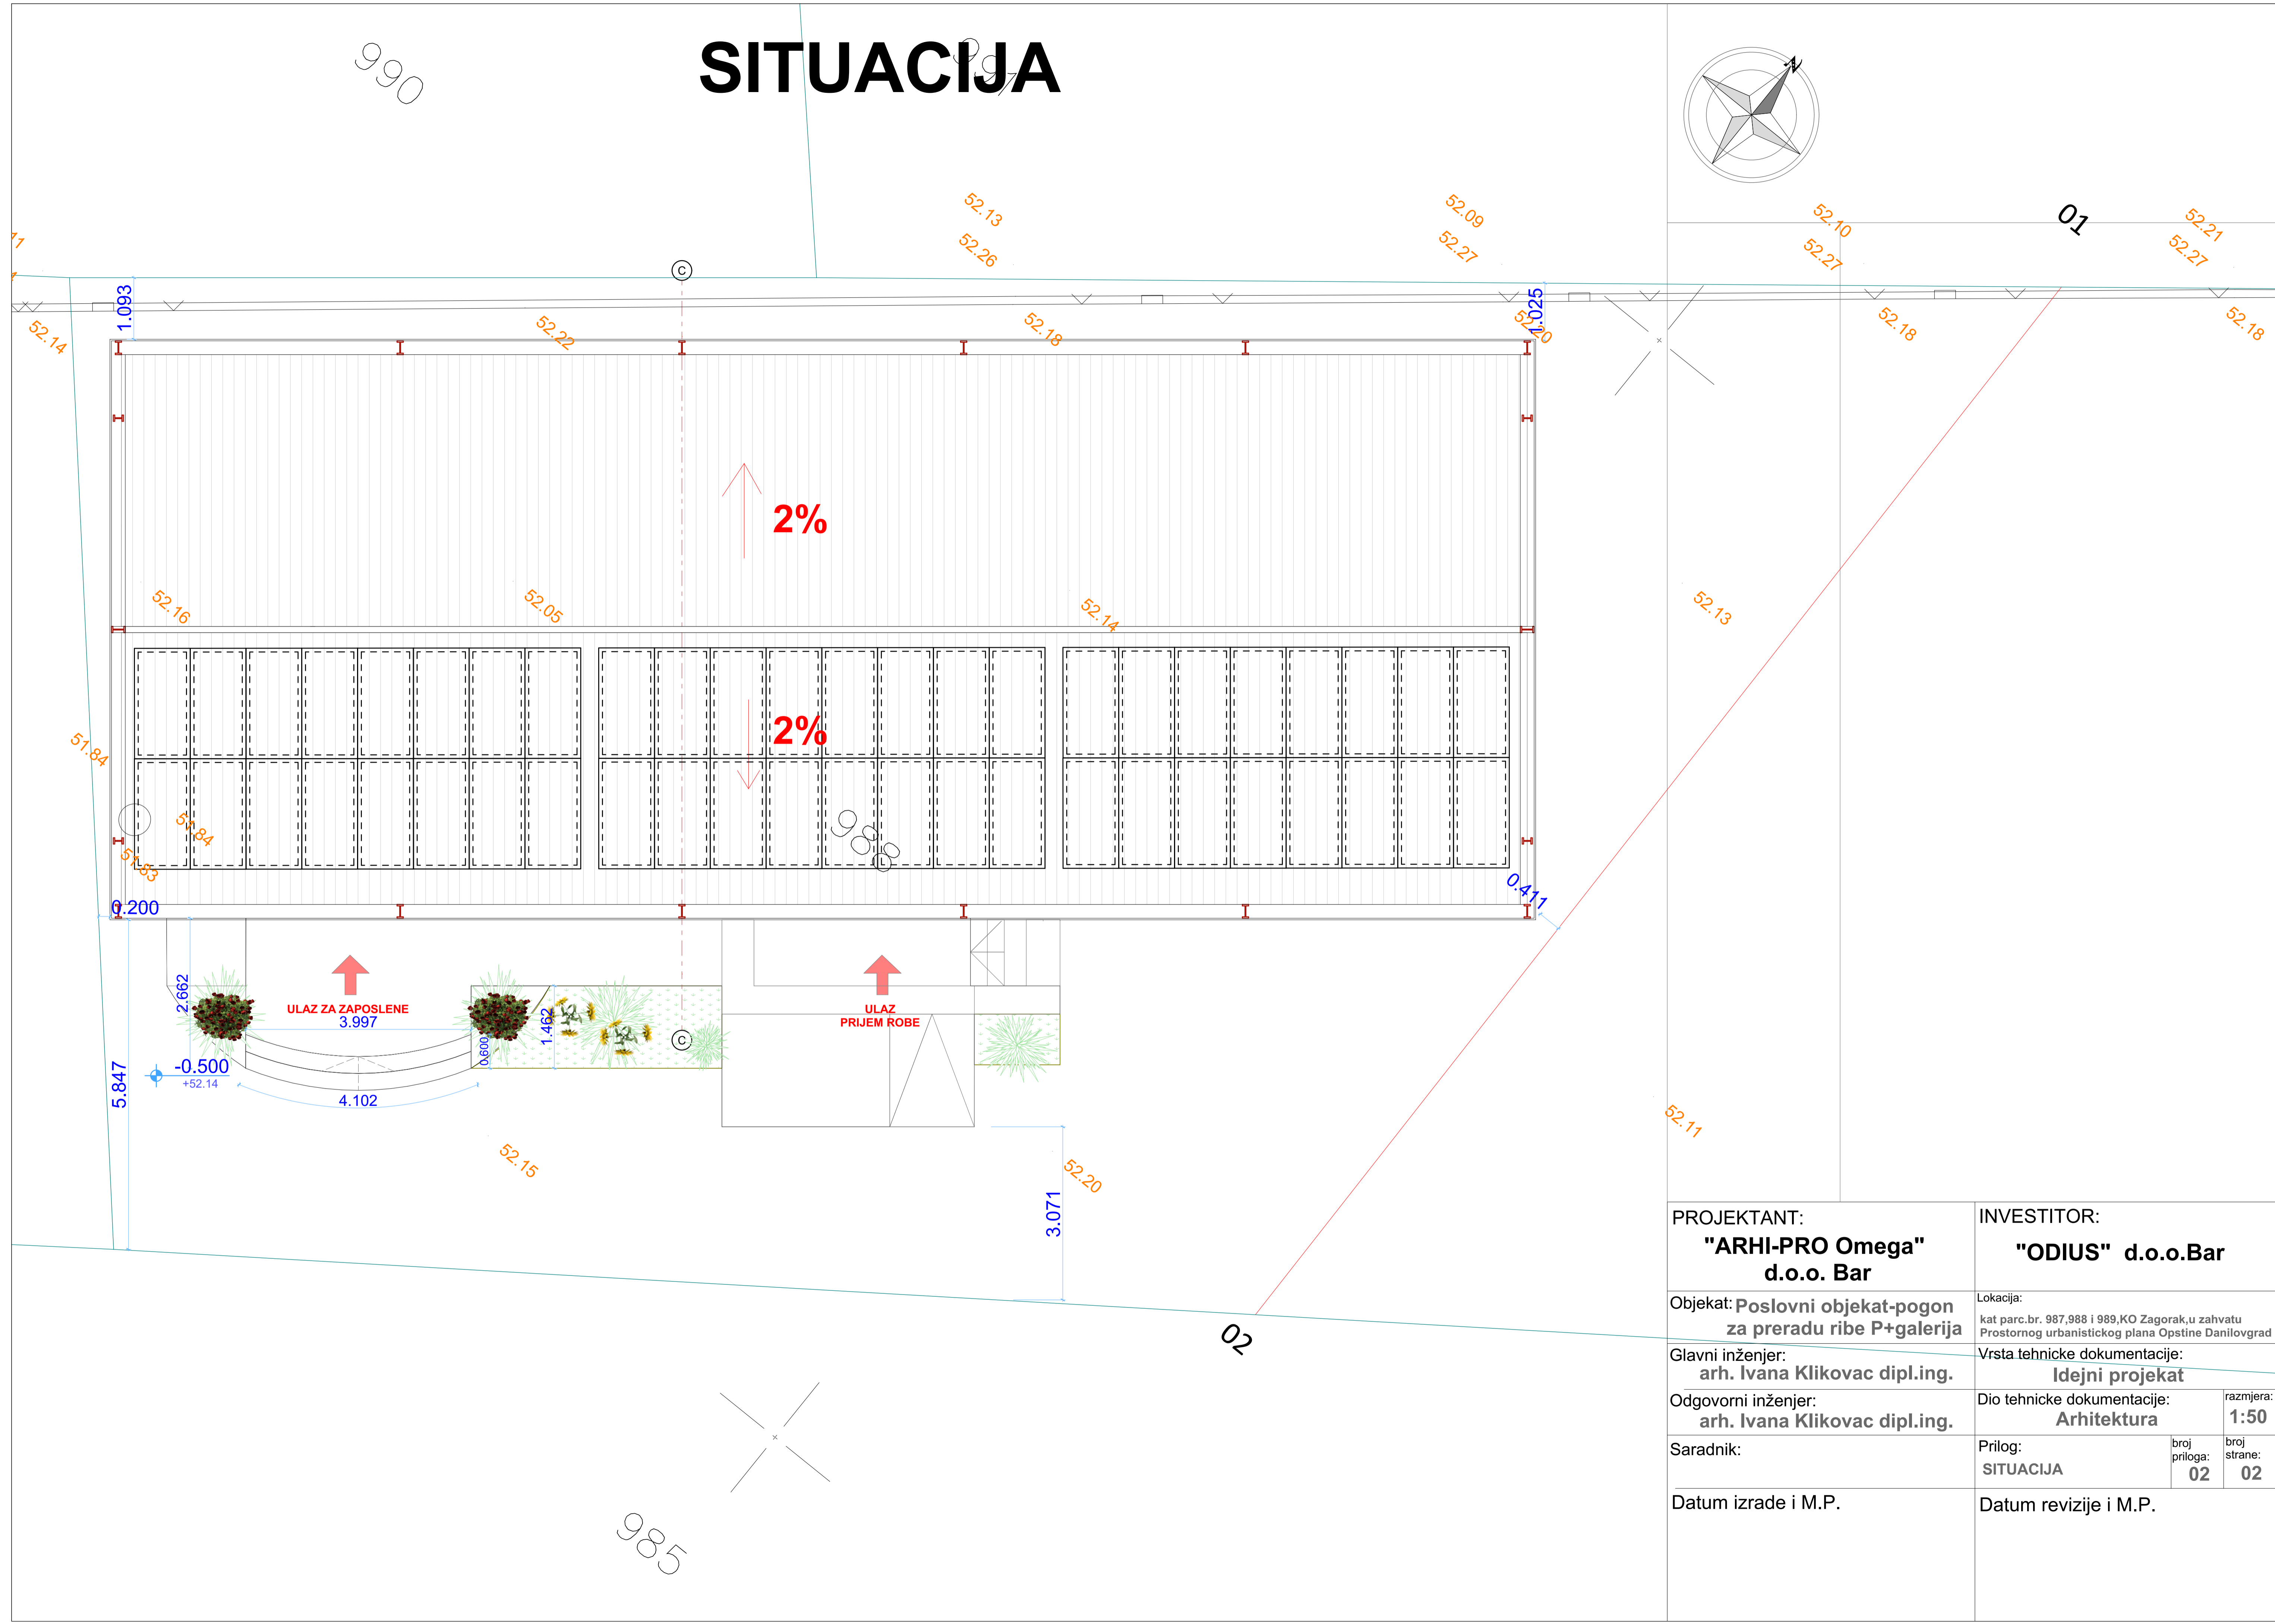 SITUACIJA
990
991
N
01
52.13
52.26
52.09
52.27
52.10
52.27
52.21
52.27
C
1.093
1.025
52.14
52.22
52.18
52.20
52.18
52.18
2%
52.16
52.05
52.14
52.13
2%
51.84
51.84
51.83
988
0.200
0.411
2.662
ULAZ ZA ZAPOSLENE
3.997
1.462
0.600
ULAZ
PRIJEM ROBE
C
5.847
-0.500
+52.14
4.102
52.15
52.20
52.11
3.071
02
985
PROJEKTANT:
"ARHI-PRO Omega"
d.o.o. Bar
INVESTITOR:
"ODIUS" d.o.o.Bar
Objekat: Poslovni objekat-pogon
za preradu ribe P+galerija
Lokacija:
kat parc.br. 987,988 i 989,KO Zagorak,u zahvatu
Prostornog urbanistickog plana Opstine Danilovgrad
Glavni inženjer:
arh. Ivana Klikovac dipl.ing.
Vrsta tehnicke dokumentacije:
Idejni projekat
Odgovorni inženjer:
arh. Ivana Klikovac dipl.ing.
Dio tehnicke dokumentacije:
Arhitektura
razmjera:
1:50
Saradnik:
Prilog:
SITUACIJA
broj
priloga:
02
broj
strane:
02
Datum izrade i M.P.
Datum revizije i M.P.